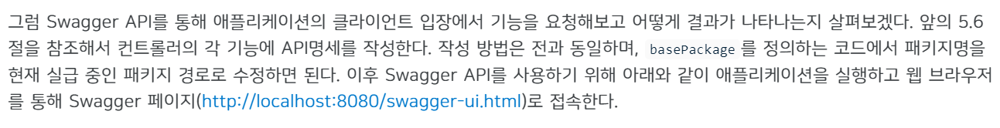 그럼 Swagger API를 통해 애플리케이션의 클라이언트 입장에서 기능을 요청해보고 어떻게 결과가 나타나는지 살펴보겠다. 앞의 5.6
절을 참조해서 컨트롤러의 각 기능에 API명세를 작성한다. 작성 방법은 전과 동일하며, basePackage 를 정의하는 코드에서 패키지명을
현재 실급 중인 패키지 경로로 수정하면 된다. 이후 Swagger API를 사용하기 위해 아래와 같이 애플리케이션을 실행하고 웹 브라우저
를 통해 Swagger 페이지(http://localhost:8080/swagger-ui.html)로 접속한다.